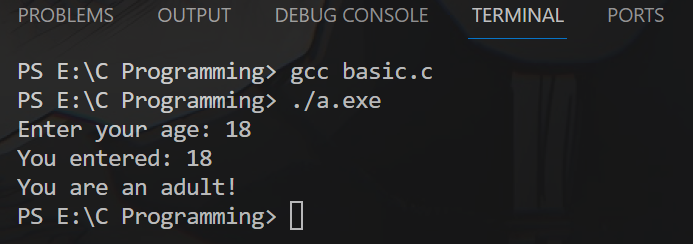 PROBLEMS OUTPUT DEBUG CONSOLE TERMINAL PORTS
PS E:\C Programming> gcc basic.c
PS E:\C Programming> ./a.exe
Enter your age: 18
You entered: 18
You are an adult!
PS E:\C Programming>